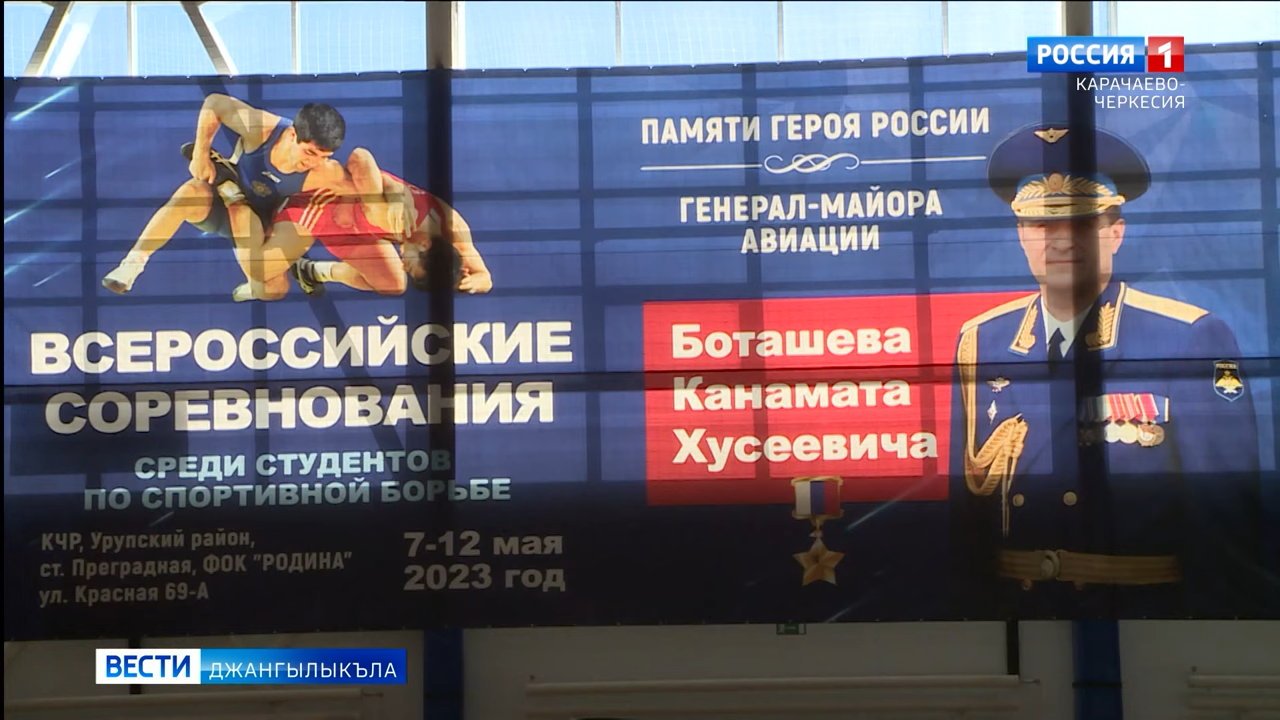 РОССИЯ 1
КАРАЧАЕВО-
ЧЕРКЕСИЯ
ПАМЯТИ ГЕРОЯ РОССИИ
ГЕНЕРАЛ-МАЙОРА
АВИАЦИИ
Боташева
Канамата
Хусеевича
ВСЕРОССИЙСКИЕ
СОРЕВНОВАНИЯ
СРЕДИ СТУДЕНТОВ
ПО СПОРТИВНОЙ БОРЬБЕ
КЧР, Урупский район,
ст. Преградная, ФОК "РОДИНА"
ул. Красная 69-А
7-12 мая
2023 год
ВЕСТИ ДЖАНГЫЛЫКЪЛА